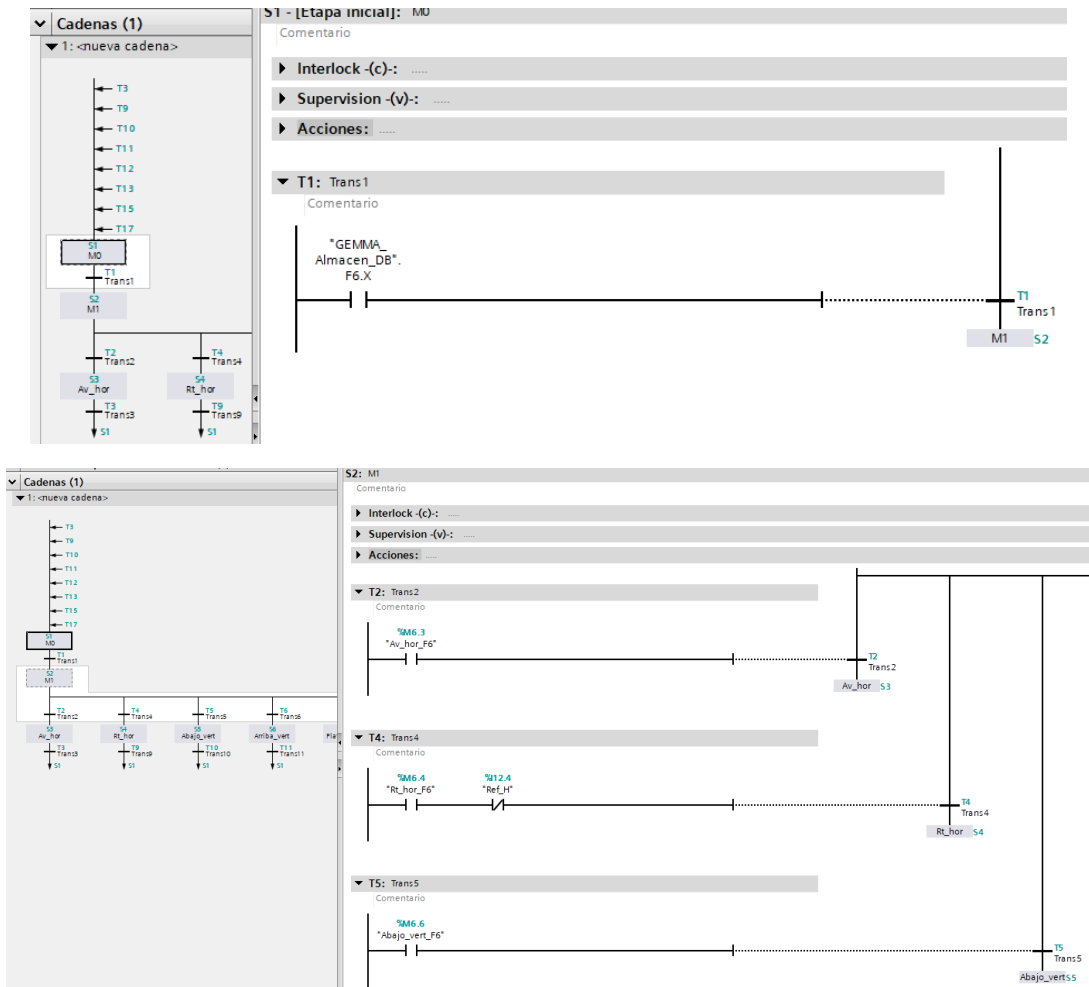 Cadenas (1)
1: <nueva cadena>
T3
T9
T10
T11
T12
T13
T15
T17
S1
M0
T1
Trans1
S2
M1
T2
Trans2
T4
Trans4
S3
Av_hor
S4
Rt_hor
T3
Trans3
T9
Trans9
S1
S1
S1 - [Etapa inicial]: M0
Comentario
Interlock -(c)-: .....
Supervision -(v)-: .....
Acciones: .....
T1: Trans1
Comentario
"GEMMA_
Almacen_DB".
F6.X
T1
Trans1
M1 S2
Cadenas (1)
1: <nueva cadena>
T3
T9
T10
T11
T12
T13
T15
T17
S1
M0
T1
Trans1
S2
M1
T2
Trans2
T4
Trans4
T5
Trans5
T6
Trans6
S3
Av_hor
S4
Rt_hor
S5
Abajo_vert
S6
Arriba_vert
T3
Trans3
T9
Trans9
T10
Trans10
T11
Trans11
S1
S1
S1
S1
S2: M1
Comentario
Interlock -(c)-: .....
Supervision -(v)-: .....
Acciones: .....
T2: Trans2
Comentario
%M6.3
"Av_hor_F6"
T2
Trans2
Av_hor S3
T4: Trans4
Comentario
%M6.4
"Rt_hor_F6"
%I12.4
"Ref_H"
T4
Trans4
Rt_hor S4
T5: Trans5
Comentario
%M6.6
"Abajo_vert_F6"
T5
Trans5
Abajo_vert S5